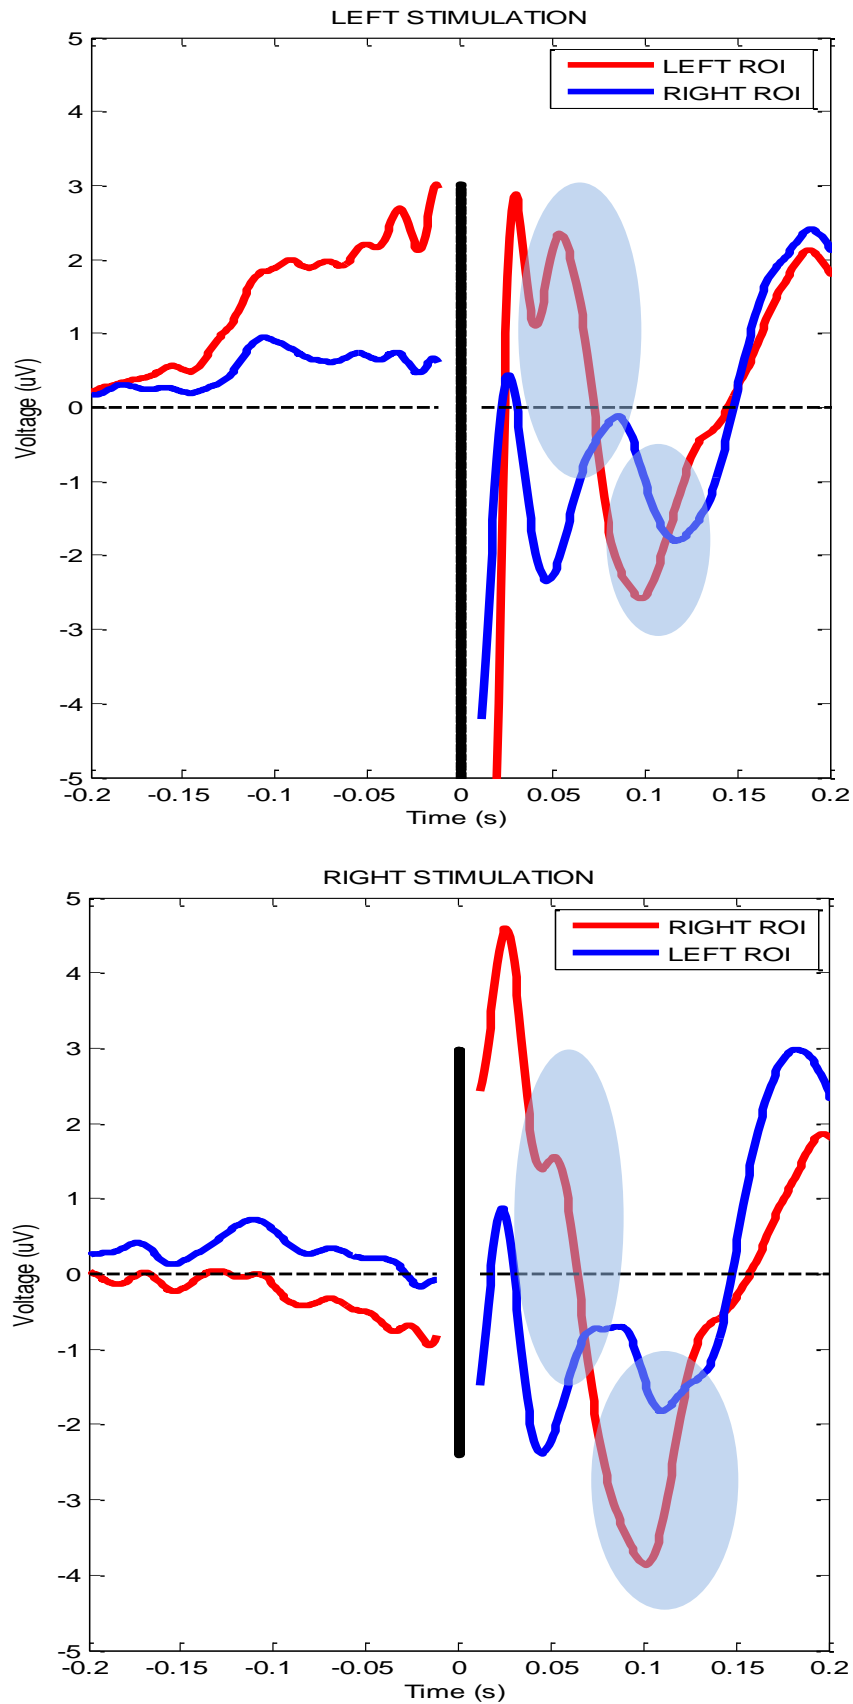 LEFT STIMULATION
5
4
3
2
1
0
-1
-2
-3
-4
-5
Voltage (uV)
LEFT ROI
RIGHT ROI
-0.2 -0.15 -0.1 -0.05 0 0.05 0.1 0.15 0.2
Time (s)
RIGHT STIMULATION
5
4
3
2
1
0
-1
-2
-3
-4
-5
Voltage (uV)
RIGHT ROI
LEFT ROI
-0.2 -0.15 -0.1 -0.05 0 0.05 0.1 0.15 0.2
Time (s)